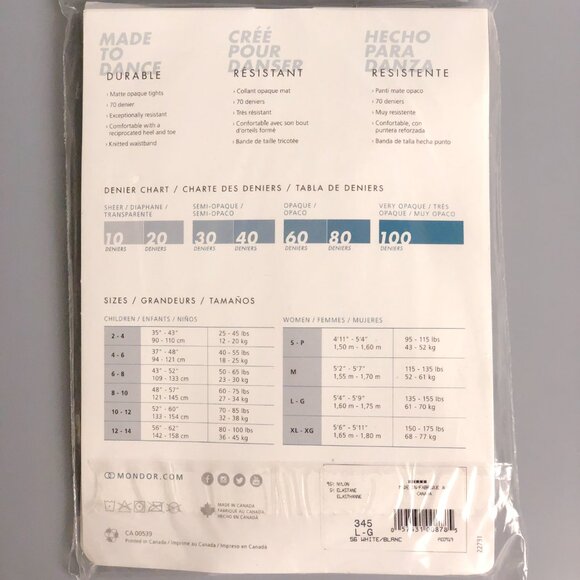 MADE
TO
DANCE
DURABLE
› Matte opaque tights
› 70 denier
› Exceptionally resistant
› Comfortable with a
reciprocated heel and toe
› Knitted waistband
CRÉÉ
POUR
DANSER
RÉSISTANT
› Collant opaque mat
› 70 deniers
› Très résistant
› Confortable avec son bout
d'orteils formé
› Bande de taille tricotée
HECHO
PARA
DANZA
RESISTENTE
› Panti mate opaco
› 70 deniers
› Muy resistente
› Confortable, con
puntiera reforzada
› Banda de talla hecha punto
DENIER CHART / CHARTE DES DENIERS / TABLA DE DENIERS
SHEER / DIAPHANE /
TRANSPARENTE
SEMI-OPAQUE /
SEMI-OPACO
OPAQUE /
OPACO
VERY OPAQUE / TRÈS
OPAQUE / MUY OPACO
10 20 30 40 60 80 100
DENIERS DENIERS DENIERS DENIERS DENIERS DENIERS DENIERS
SIZES / GRANDEURS / TAMAÑOS
CHILDREN / ENFANTS / NIÑOS
2 - 4 35" - 43" 25 - 45 lbs
90 - 110 cm 12 - 20 kg
4 - 6 37" - 48" 40 - 55 lbs
94 - 121 cm 18 - 25 kg
6 - 8 43" - 52" 50 - 65 lbs
109 - 133 cm 23 - 30 kg
8 - 10 48" - 57" 60 - 75 lbs
121 - 145 cm 27 - 34 kg
10 - 12 52" - 60" 70 - 85 lbs
133 - 154 cm 32 - 38 kg
12 - 14 56" - 62" 80 - 100 lbs
142 - 158 cm 36 - 45 kg
WOMEN / FEMMES / MUJERES
S - P 4'11" - 5'4" 95 - 115 lbs
1,50 m - 1,60 m 43 - 52 kg
M 5'2" - 5'7" 115 - 135 lbs
1,55 m - 1,70 m 52 - 61 kg
L - G 5'4" - 5'9" 135 - 155 lbs
1,60 m - 1,75 m 61 - 70 kg
XL - XG 5'6" - 5'11" 150 - 175 lbs
1,65 m - 1,80 m 68 - 77 kg
MONDOR.COM
MADE IN CANADA
FABRIQUÉ AU CANADA
HECHO EN CANADÁ
CA 00539
Printed in Canada / Imprimé au Canada / Impreso en Canadá
NYLON
ELASTANE
ELASTHANNE
CANADA
345
L-G
56 WHITE/BLANC
22791